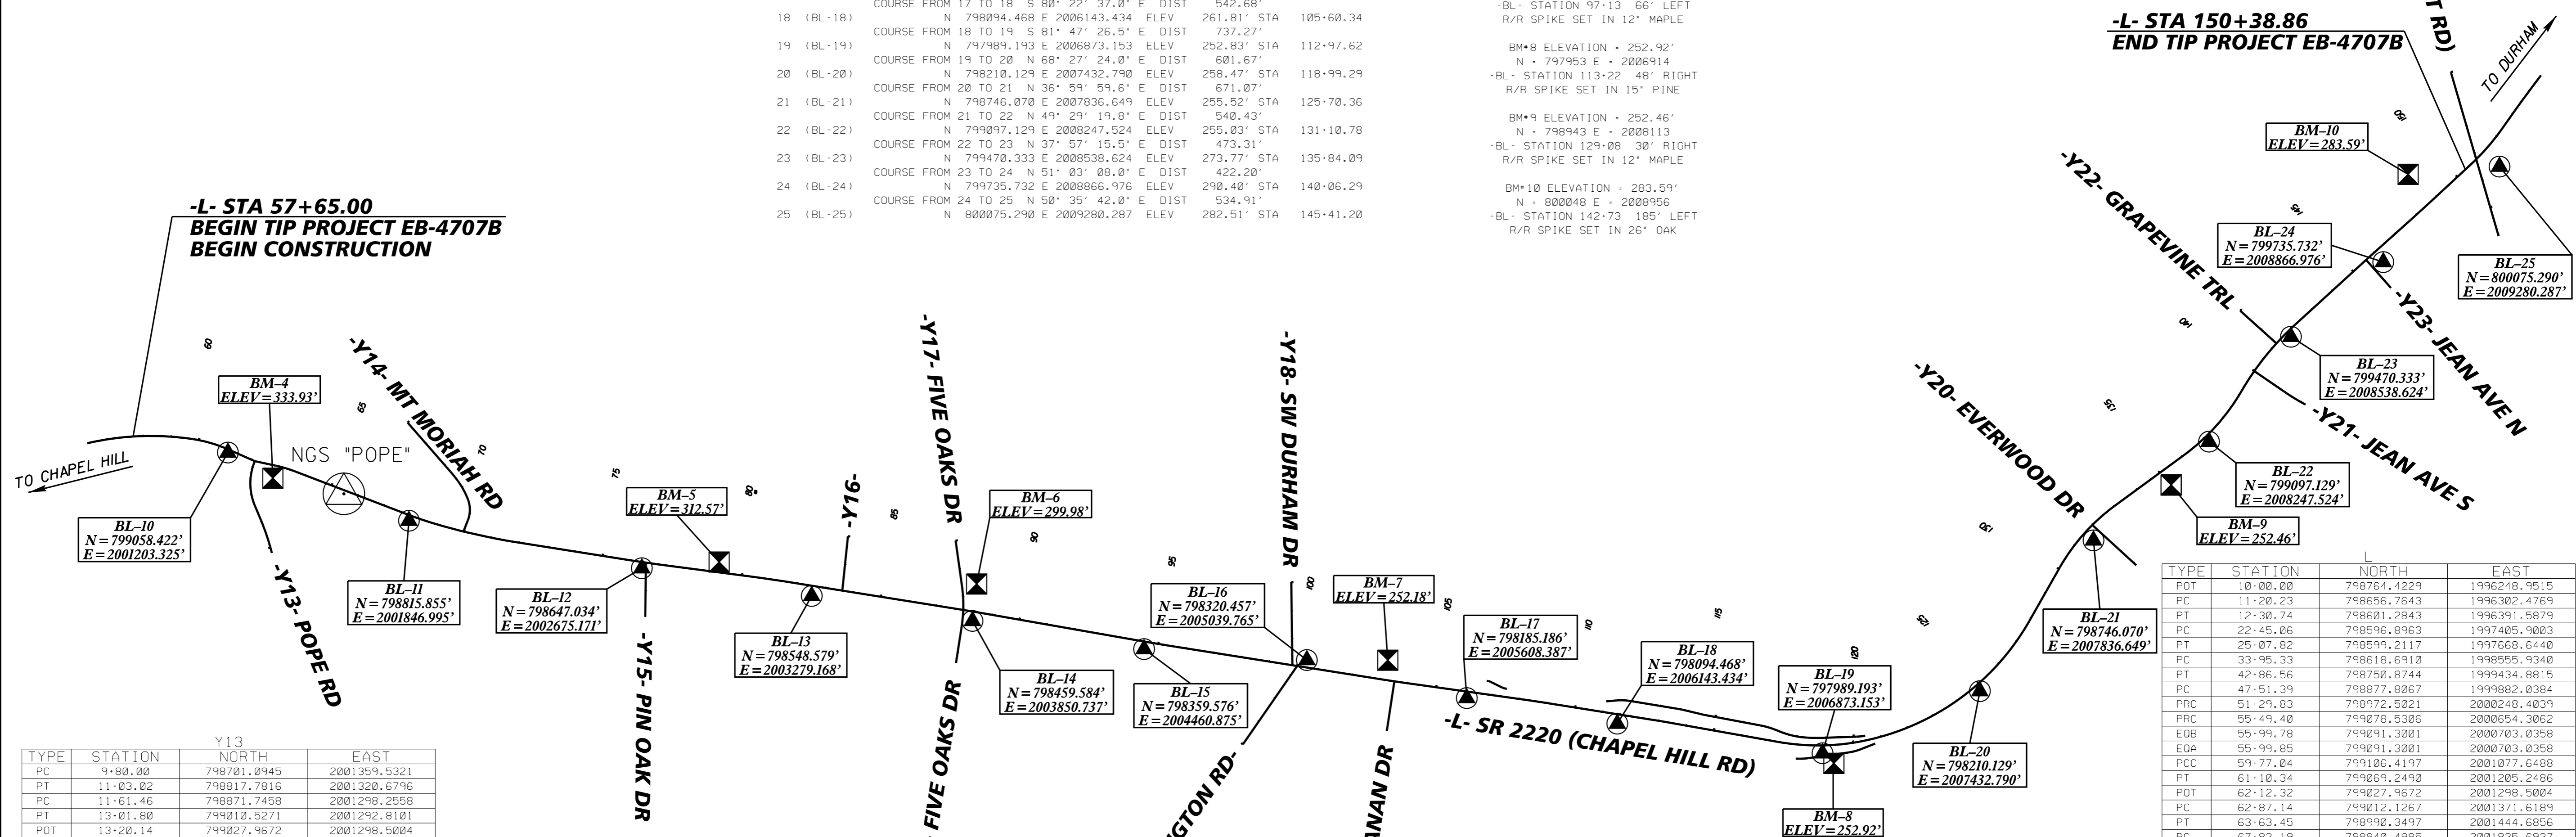 COURSE FROM 17 TO 18 S 80° 22' 37.0" E DIST 542.68'
18 (BL-18) N 798094.468 E 2006143.434 ELEV 261.81' STA 105+60.34
COURSE FROM 18 TO 19 S 81° 47' 26.5" E DIST 737.27'
19 (BL-19) N 797989.193 E 2006873.153 ELEV 252.83' STA 112+97.62
COURSE FROM 19 TO 20 N 68° 27' 24.0" E DIST 601.67'
20 (BL-20) N 798210.129 E 2007432.790 ELEV 258.47' STA 118+99.29
COURSE FROM 20 TO 21 N 36° 59' 59.6" E DIST 671.07'
21 (BL-21) N 798746.070 E 2007836.649 ELEV 255.52' STA 125+70.36
COURSE FROM 21 TO 22 N 49° 29' 19.8" E DIST 540.43'
22 (BL-22) N 799097.129 E 2008247.524 ELEV 255.03' STA 131+10.78
COURSE FROM 22 TO 23 N 37° 57' 15.5" E DIST 473.31'
23 (BL-23) N 799470.333 E 2008538.624 ELEV 273.77' STA 135+84.09
COURSE FROM 23 TO 24 N 51° 03' 08.0" E DIST 422.20'
24 (BL-24) N 799735.732 E 2008866.976 ELEV 290.40' STA 140+06.29
COURSE FROM 24 TO 25 N 50° 35' 42.0" E DIST 534.91'
25 (BL-25) N 800075.290 E 2009280.287 ELEV 282.51' STA 145+41.20
-BL- STATION 97+13 66' LEFT
R/R SPIKE SET IN 12" MAPLE
BM#8 ELEVATION = 252.92'
N = 797953 E = 2006914
-BL- STATION 113+22 48' RIGHT
R/R SPIKE SET IN 15" PINE
BM#9 ELEVATION = 252.46'
N = 798943 E = 2008113
-BL- STATION 129+08 30' RIGHT
R/R SPIKE SET IN 12" MAPLE
BM#10 ELEVATION = 283.59'
N = 800048 E = 2008956
-BL- STATION 142+73 185' LEFT
R/R SPIKE SET IN 26" OAK
-L- STA 150+38.86
END TIP PROJECT EB-4707B
T RD)
TO DURHAM
-L- STA 57+65.00
BEGIN TIP PROJECT EB-4707B
BEGIN CONSTRUCTION
TO CHAPEL HILL
60
65
70
75
80
85
90
95
100
105
110
115
120
125
130
135
140
145
150
BM-4
ELEV=333.93'
NGS "POPE"
BL-10
N=799058.422'
E=2001203.325'
-Y13- POPE RD
-Y14- MT MORIAH RD
BL-11
N=798815.855'
E=2001846.995'
BM-5
ELEV=312.57'
BL-12
N=798647.034'
E=2002675.171'
-Y15- PIN OAK DR
BL-13
N=798548.579'
E=2003279.168'
-Y16-
-Y17- FIVE OAKS DR
BM-6
ELEV=299.98'
BL-14
N=798459.584'
E=2003850.737'
FIVE OAKS DR
BL-15
N=798359.576'
E=2004460.875'
BL-16
N=798320.457'
E=2005039.765'
-Y18- SW DURHAM DR
BM-7
ELEV=252.18'
GTON RD-
ANAN DR
BL-17
N=798185.186'
E=2005608.387'
BL-18
N=798094.468'
E=2006143.434'
-L- SR 2220 (CHAPEL HILL RD)
BL-19
N=797989.193'
E=2006873.153'
BM-8
ELEV=252.92'
BL-20
N=798210.129'
E=2007432.790'
-Y20- EVERWOOD DR
BL-21
N=798746.070'
E=2007836.649'
BM-9
ELEV=252.46'
BL-22
N=799097.129'
E=2008247.524'
-Y21- JEAN AVE S
BL-23
N=799470.333'
E=2008538.624'
-Y22- GRAPEVINE TRL
-Y23- JEAN AVE N
BL-24
N=799735.732'
E=2008866.976'
BM-10
ELEV=283.59'
BL-25
N=800075.290'
E=2009280.287'
Y13
TYPE STATION NORTH EAST
PC 9+80.00 798701.0945 2001359.5321
PT 11+03.02 798817.7816 2001320.6796
PC 11+61.46 798871.7458 2001298.2558
PT 13+01.80 799010.5271 2001292.8101
POT 13+20.14 799027.9672 2001298.5004
L
TYPE STATION NORTH EAST
POT 10+00.00 798764.4229 1996248.9515
PC 11+20.23 798656.7643 1996302.4769
PT 12+30.74 798601.2843 1996391.5879
PC 22+45.06 798596.8963 1997405.9003
PT 25+07.82 798599.2117 1997668.6440
PC 33+95.33 798618.6910 1998555.9340
PT 42+86.56 798750.8744 1999434.8815
PC 47+51.39 798877.8067 1999882.0384
PRC 51+29.83 798972.5021 2000248.4039
PRC 55+49.40 799078.5306 2000654.3062
EQB 55+99.78 799091.3001 2000703.0358
EQA 55+99.85 799091.3001 2000703.0358
PCC 59+77.04 799106.4197 2001077.6488
PT 61+10.34 799069.2490 2001205.2486
POT 62+12.32 799027.9672 2001298.5004
PC 62+87.14 799012.1267 2001371.6189
PT 63+63.45 798990.3497 2001444.6856